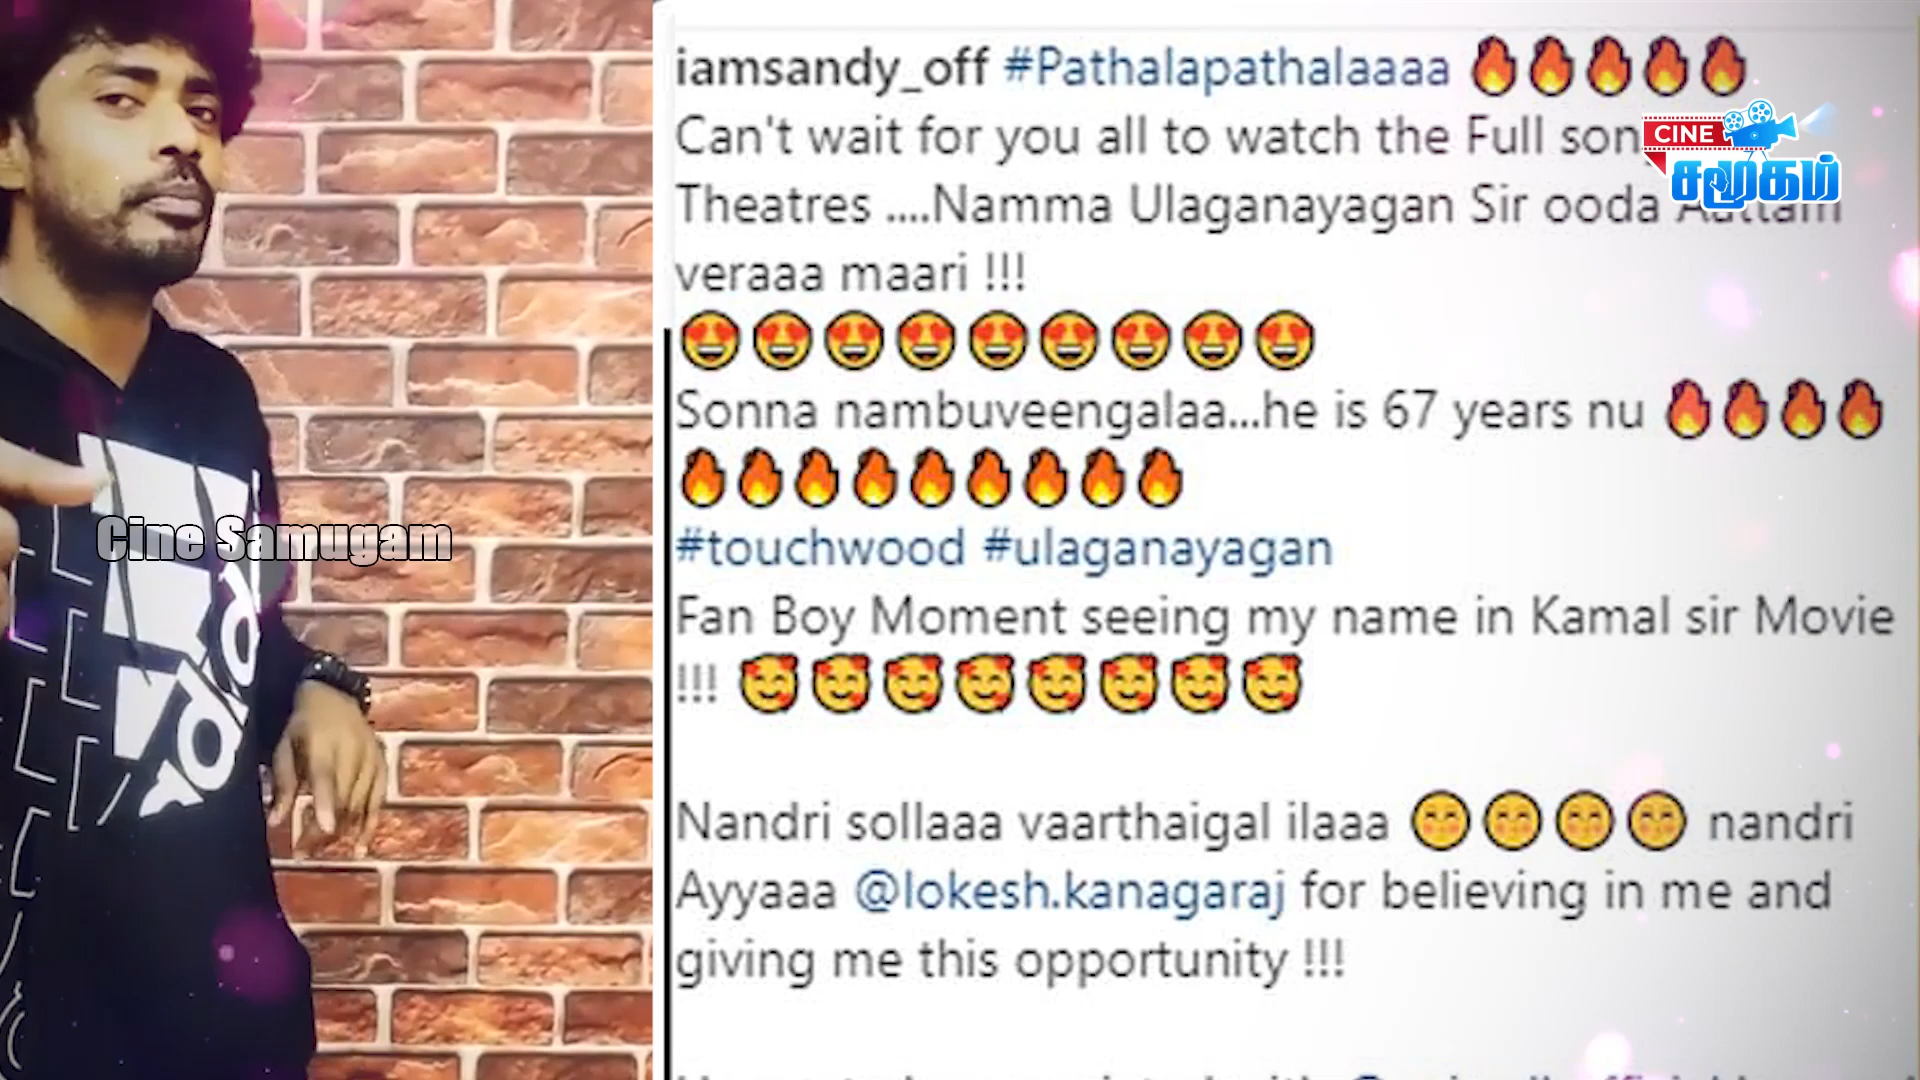 iamsandy_off #Pathalapathalaaaa 🔥🔥🔥🔥🔥
Can't wait for you all to watch the Full
Theatres ....Namma Ulaganayagan Sir ooda
veraaa maari !!!
😍😍😍😍😍😍😍😍😍
Sonna nambuveengalaa...he is 67 years nu 🔥🔥🔥🔥
🔥🔥🔥🔥🔥🔥🔥🔥🔥
#touchwood #ulaganayagan
Fan Boy Moment seeing my name in Kamal sir Movie
!!! 🥰🥰🥰🥰🥰🥰🥰🥰
Nandri sollaaa vaarthaigal ilaaa 😁😁😁😁 nandri
Ayyaaa @lokesh.kanagaraj for believing in me and
giving me this opportunity !!!
CINE
சமூகம்
Cine Samugam
adidas